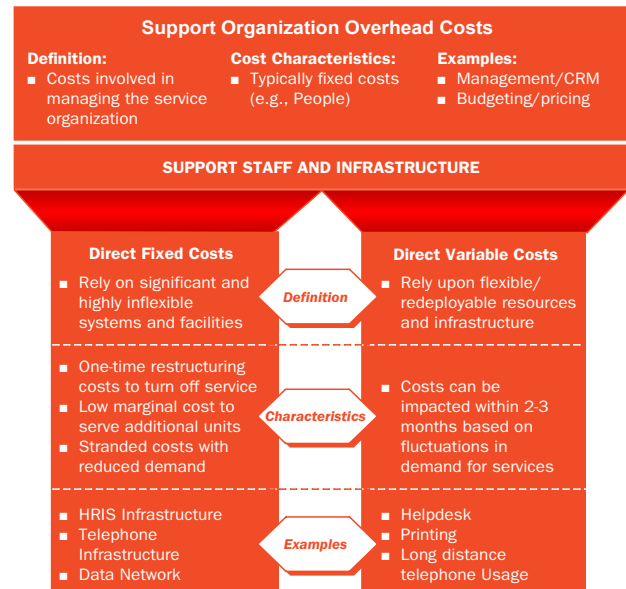 Support Organization Overhead Costs
Definition:
■ Costs involved in
managing the service
organization
Cost Characteristics:
■ Typically fixed costs
(e.g., People)
Examples:
■ Management/CRM
■ Budgeting/pricing
SUPPORT STAFF AND INFRASTRUCTURE
Direct Fixed Costs
■ Rely on significant and
highly inflexible
systems and facilities
Definition
Direct Variable Costs
■ Rely upon flexible/
redeployable resources
and infrastructure
■ One-time restructuring
costs to turn off service
■ Low marginal cost to
serve additional units
■ Stranded costs with
reduced demand
Characteristics
■ Costs can be
impacted within 2-3
months based on
fluctuations in
demand for services
■ HRIS Infrastructure
■ Telephone
Infrastructure
■ Data Network
Examples
■ Helpdesk
■ Printing
■ Long distance
telephone Usage